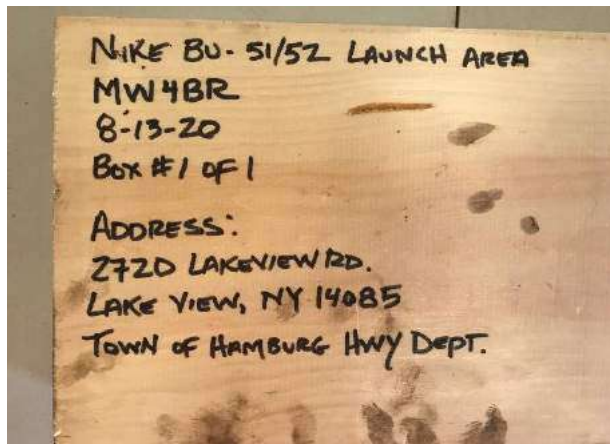 NIKE BU-51/52 LAUNCH AREA
MW4BR
8-13-20
BOX #1 OF 1
ADDRESS:
2720 LAKEVIEW RD.
LAKE VIEW, NY 14085
TOWN OF HAMBURG HWY DEPT.